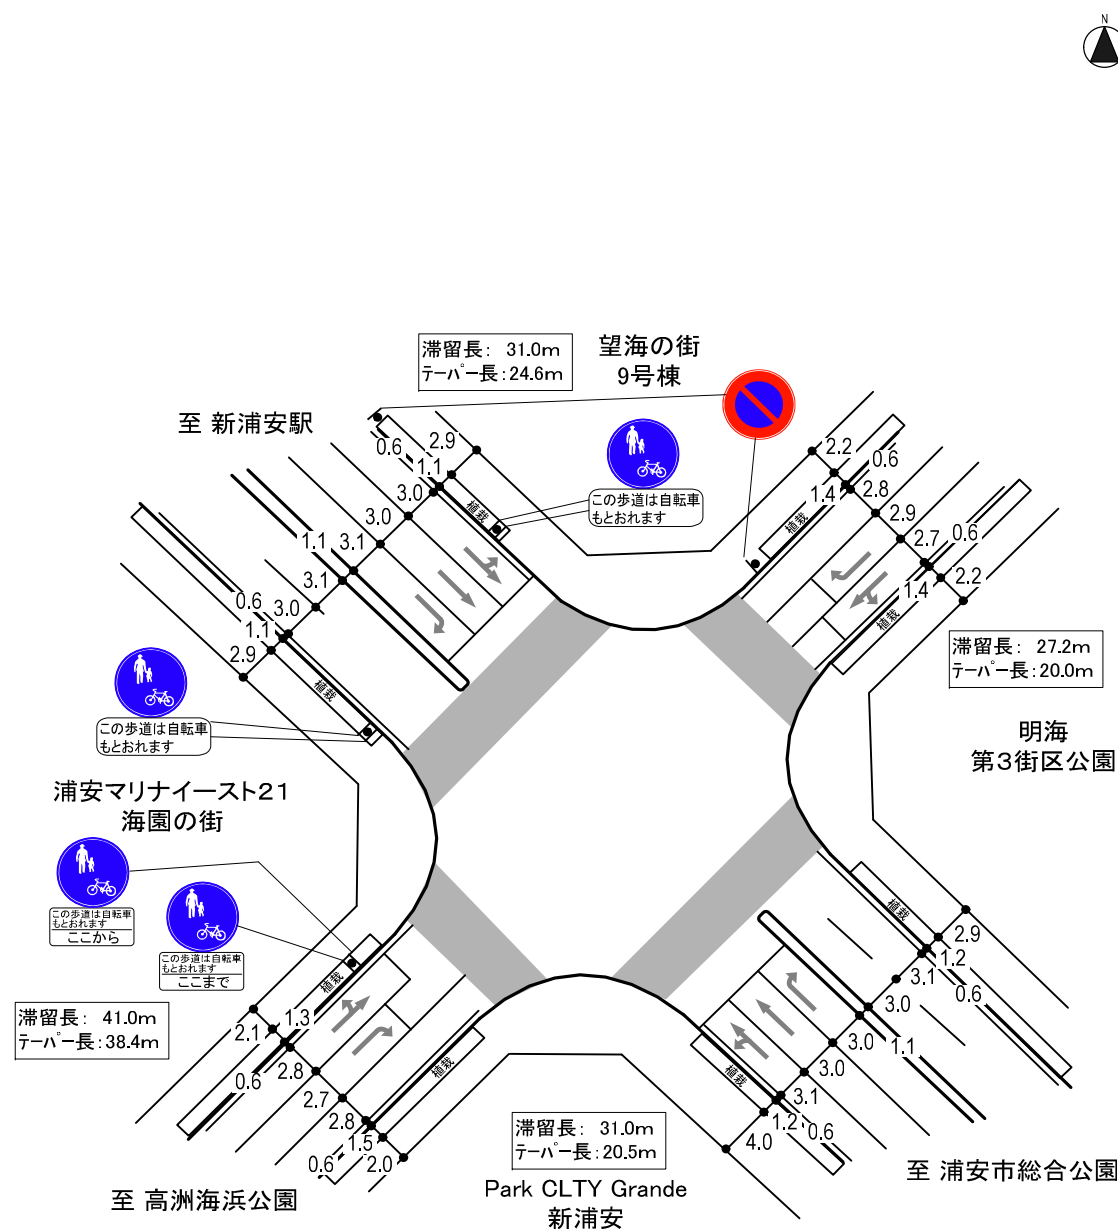 N
滞留長: 31.0m
テーパー長:24.6m
望海の街
9号棟
至 新浦安駅
この歩道は自転車
もとおれます
植栽
0.6
2.9
1.1
3.0
3.0
3.1
1.1
3.1
3.0
0.6
1.1
2.9
植栽
2.2
0.6
1.4
2.8
2.9
2.7
0.6
1.4
2.2
植栽
植栽
滞留長: 27.2m
テーパー長:20.0m
明海
第3街区公園
この歩道は自転車
もとおれます
浦安マリナイースト21
海園の街
この歩道は自転車
もとおれます
ここから
この歩道は自転車
もとおれます
ここまで
滞留長: 41.0m
テーパー長:38.4m
植栽
2.1
1.3
0.6
2.8
2.7
2.8
1.5
0.6
2.0
植栽
至 高洲海浜公園
滞留長: 31.0m
テーパー長:20.5m
Park CLTY Grande
新浦安
植栽
2.9
1.2
3.1
0.6
3.0
1.1
3.0
3.0
3.1
1.2
0.6
4.0
植栽
至 浦安市総合公園